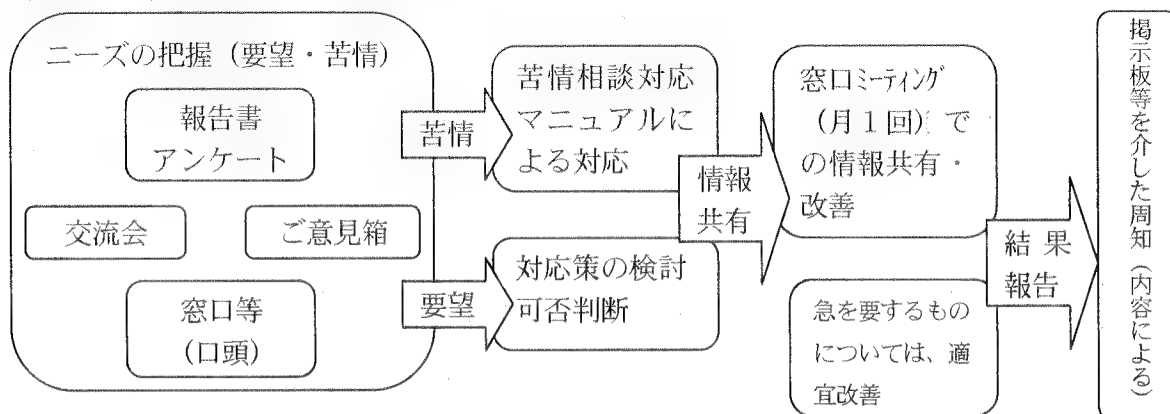 ニーズの把握（要望・苦情）
報告書
アンケート
交流会
ご意見箱
窓口等
（口頭）
苦情
要望
苦情相談対応
マニュアルに
よる対応
対応策の検討
可否判断
情報
共有
窓口ミーティング
（月１回）で
の情報共有・
改善
急を要するもの
については、適
宜改善
結果
報告
掲示板等を介した周知（内容による）